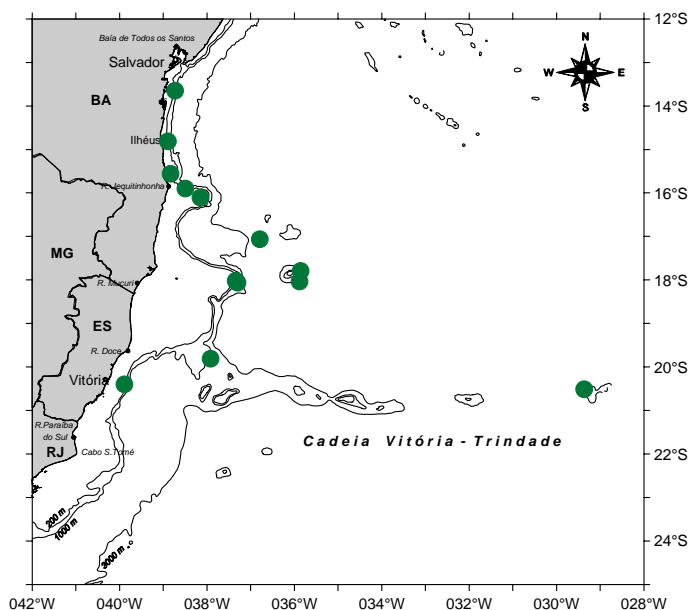 12°S
Baía de Todos os Santos
N
Salvador
W
E
S
BA
14°S
Ilhéus
R. Jequitinhonha
16°S
MG
R. Mucuri
18°S
ES
R. Doce
20°S
Vitória
R.Paraíba
do Sul
Cadeia Vitória - Trindade
RJ
Cabo S.Tomé
22°S
200 m
1000 m
3000 m
24°S
042°W
040°W
038°W
036°W
034°W
032°W
030°W
028°W